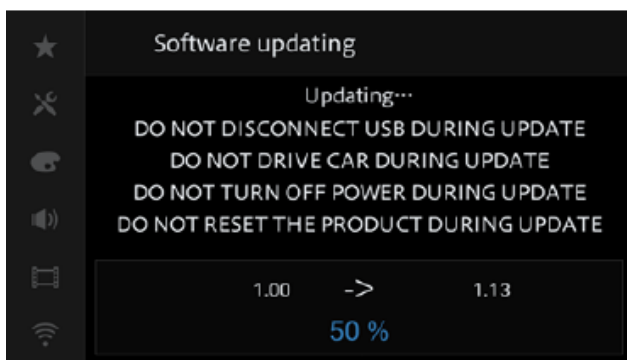 Software updating
Updating…
DO NOT DISCONNECT USB DURING UPDATE
DO NOT DRIVE CAR DURING UPDATE
DO NOT TURN OFF POWER DURING UPDATE
DO NOT RESET THE PRODUCT DURING UPDATE
1.00 -> 1.13
50 %